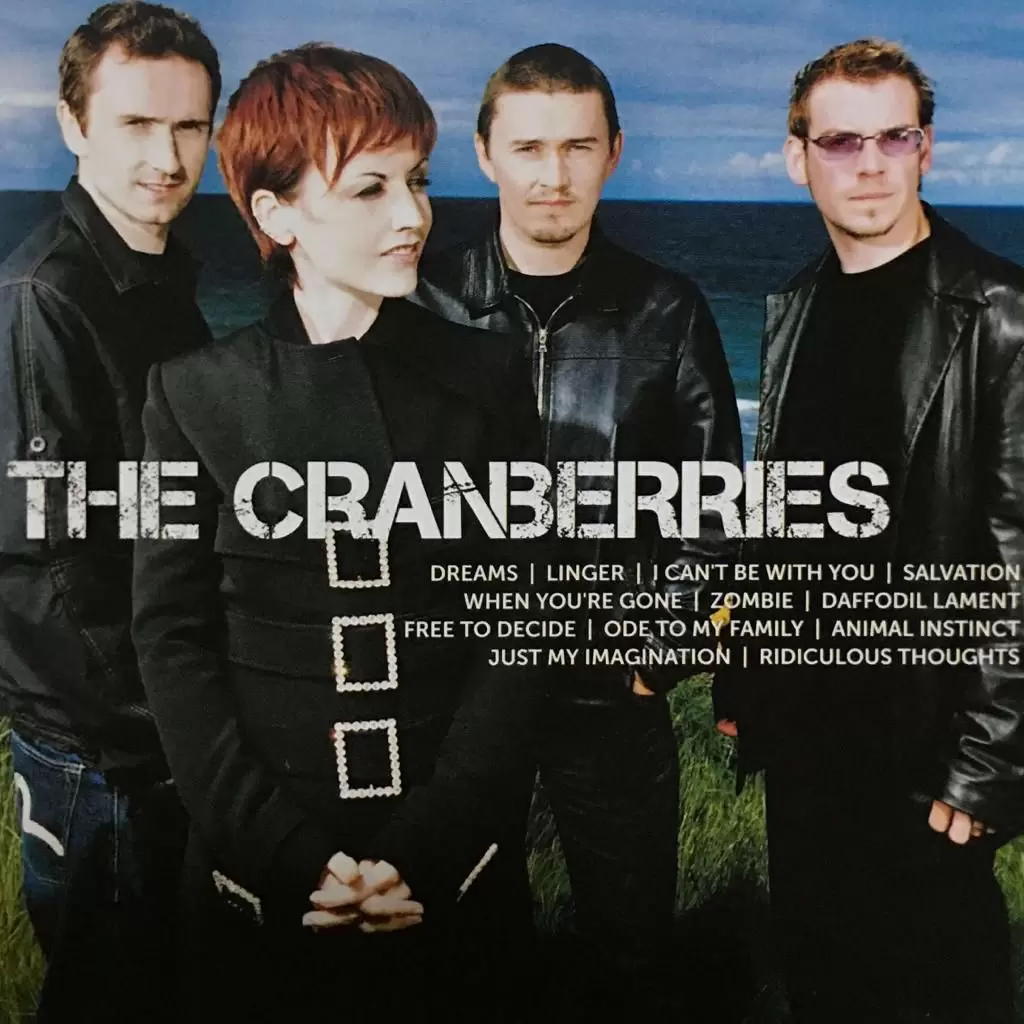 THE CRANBERRIES
DREAMS | LINGER | I CAN'T BE WITH YOU | SALVATION
WHEN YOU'RE GONE | ZOMBIE | DAFFODIL LAMENT
FREE TO DECIDE | ODE TO MY FAMILY | ANIMAL INSTINCT
JUST MY IMAGINATION | RIDICULOUS THOUGHTS